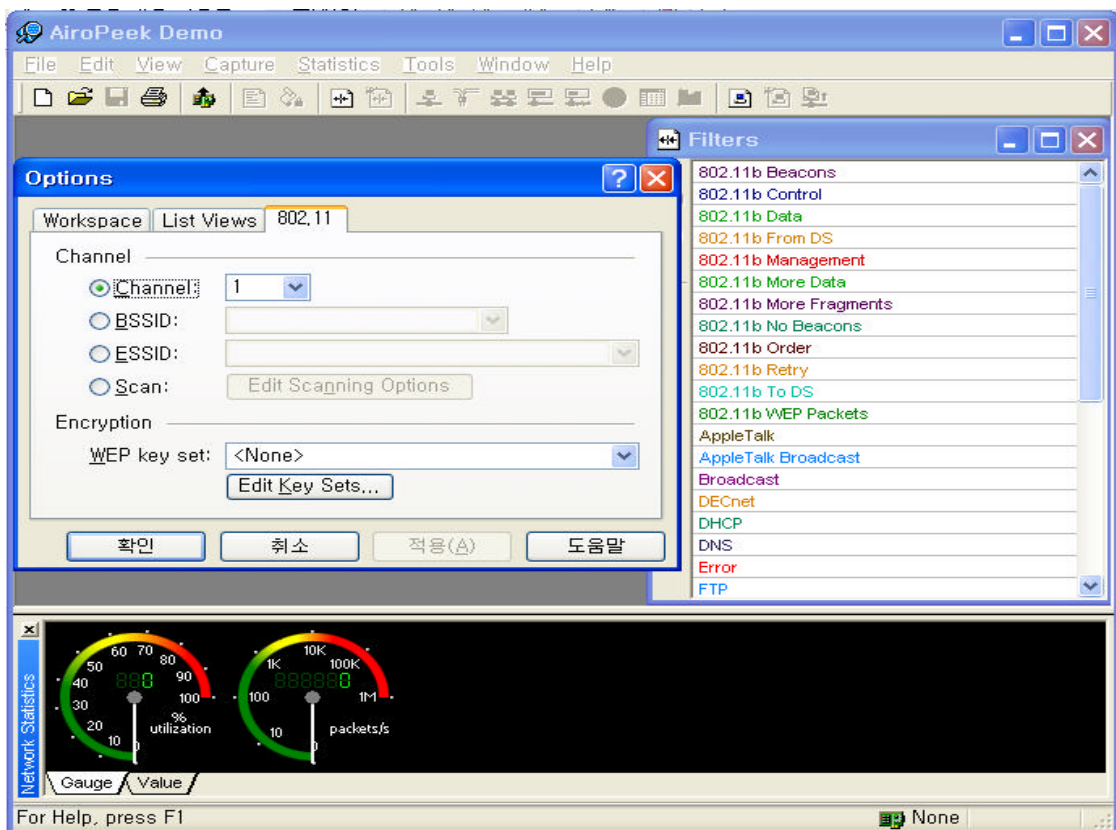 AiroPeek Demo
File Edit View Capture Statistics Tools Window Help
Filters
802.11b Beacons
802.11b Control
802.11b Data
802.11b From DS
802.11b Management
802.11b More Data
802.11b More Fragments
802.11b No Beacons
802.11b Order
802.11b Retry
802.11b To DS
802.11b WEP Packets
AppleTalk
AppleTalk Broadcast
Broadcast
DECnet
DHCP
DNS
Error
FTP
Options
Workspace List Views 802.11
Channel
Channel: 1
BSSID:
ESSID:
Scan: Edit Scanning Options
Encryption
WEP key set: <None>
Edit Key Sets...
확인 취소 적용(A) 도움말
Network Statistics
10 20 30 40 50 60 70 80 90 100
0
0
% utilization
10 100 1K 10K 100K 1M
0
0
packets/s
Gauge Value
For Help, press F1
None